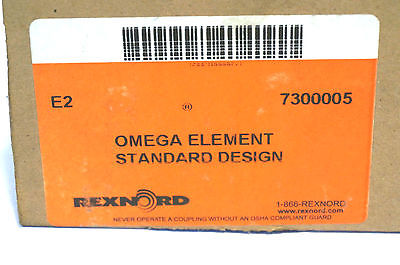 E2
7300005
®
OMEGA ELEMENT
STANDARD DESIGN
REXNORD
1-866-REXNORD
www.rexnord.com
NEVER OPERATE A COUPLING WITHOUT AN OSHA COMPLIANT GUARD